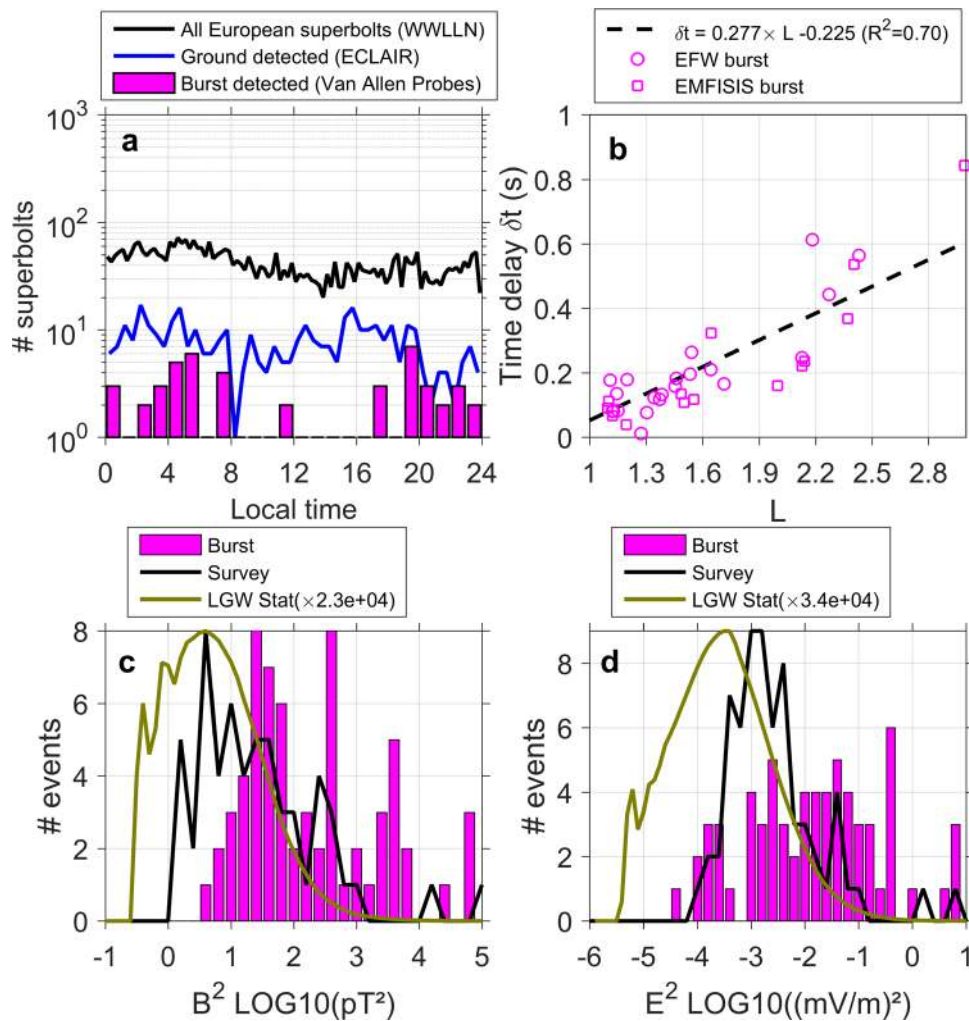 All European superbolts (WWLLN)
Ground detected (ECLAIR)
Burst detected (Van Allen Probes)
a
10³
10²
10¹
10⁰
# superbolts
0 4 8 12 16 20 24
Local time
δt = 0.277× L -0.225 (R²=0.70)
EFW burst
EMFISIS burst
b
1
0.8
0.6
0.4
0.2
0
Time delay δt (s)
1 1.3 1.6 1.9 2.2 2.5 2.8
L
Burst
Survey
LGW Stat(×2.3e+04)
c
8
6
4
2
0
# events
-1 0 1 2 3 4 5
B² LOG10(pT²)
Burst
Survey
LGW Stat(×3.4e+04)
d
8
6
4
2
0
# events
-6 -5 -4 -3 -2 -1 0 1
E² LOG10((mV/m)²)